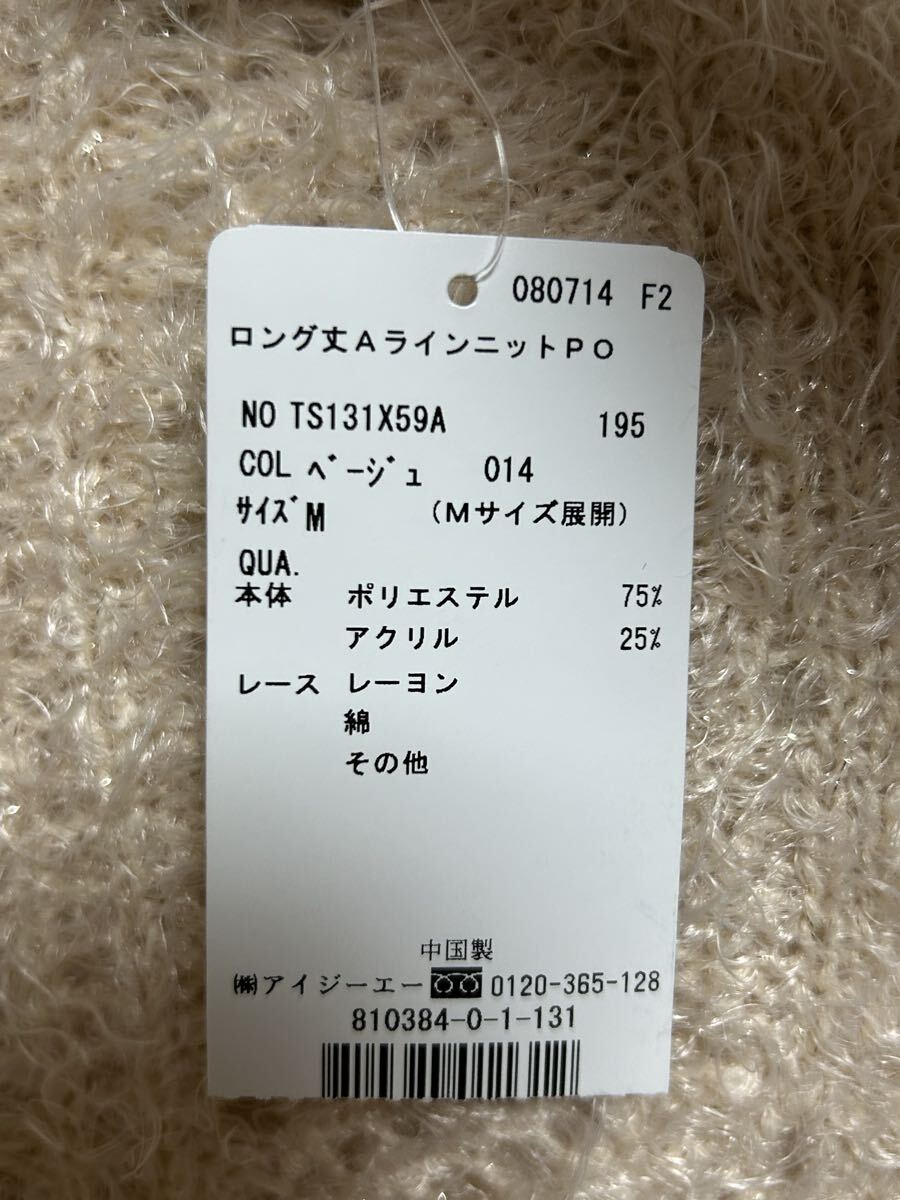 080714 F2
ロング丈AラインニットPO
NO TS131X59A 195
COL ﾍﾞｰｼﾞｭ 014
ｻｲｽﾞM (Mサイズ展開)
QUA.
本体 ポリエステル 75%
アクリル 25%
レース レーヨン
綿
その他
中国製
㈱アイジーエー 0120-365-128
810384-0-1-131